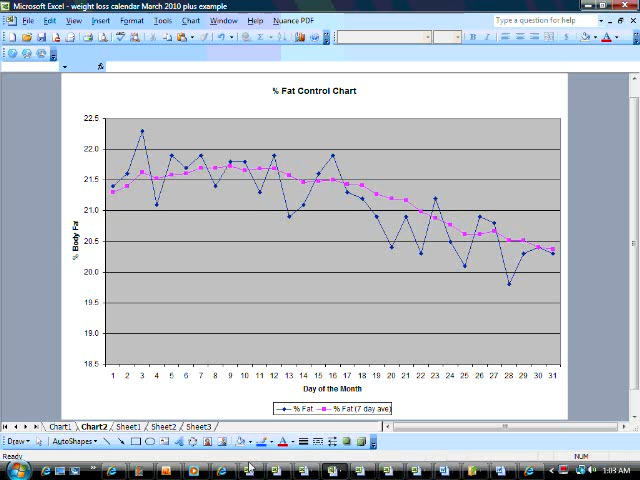 Microsoft Excel - weight loss calendar March 2010 plus example
File Edit View Insert Format Tools Chart Window Help Nuance PDF
Type a question for help
% Fat Control Chart
22.5
22.0
21.5
21.0
20.5
20.0
19.5
19.0
18.5
% Body Fat
1 2 3 4 5 6 7 8 9 10 11 12 13 14 15 16 17 18 19 20 21 22 23 24 25 26 27 28 29 30 31
Day of the Month
% Fat % Fat (7 day ave)
Chart1 Chart2 Sheet1 Sheet2 Sheet3
Draw AutoShapes
Ready NUM
1:03 AM